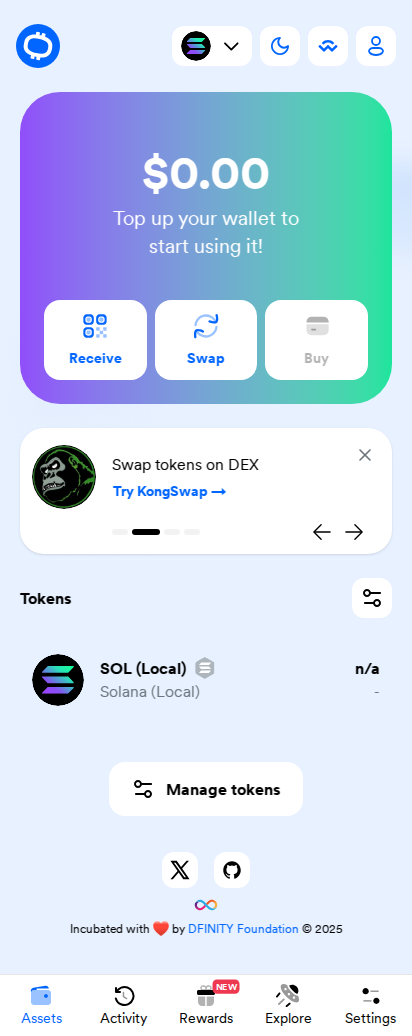 $0.00
Top up your wallet to
start using it!
Receive
Swap
Buy
Swap tokens on DEX
Try KongSwap →
Tokens
SOL (Local)
n/a
Solana (Local)
-
Manage tokens
Incubated with ❤️ by DFINITY Foundation © 2025
NEW
Assets
Activity
Rewards
Explore
Settings